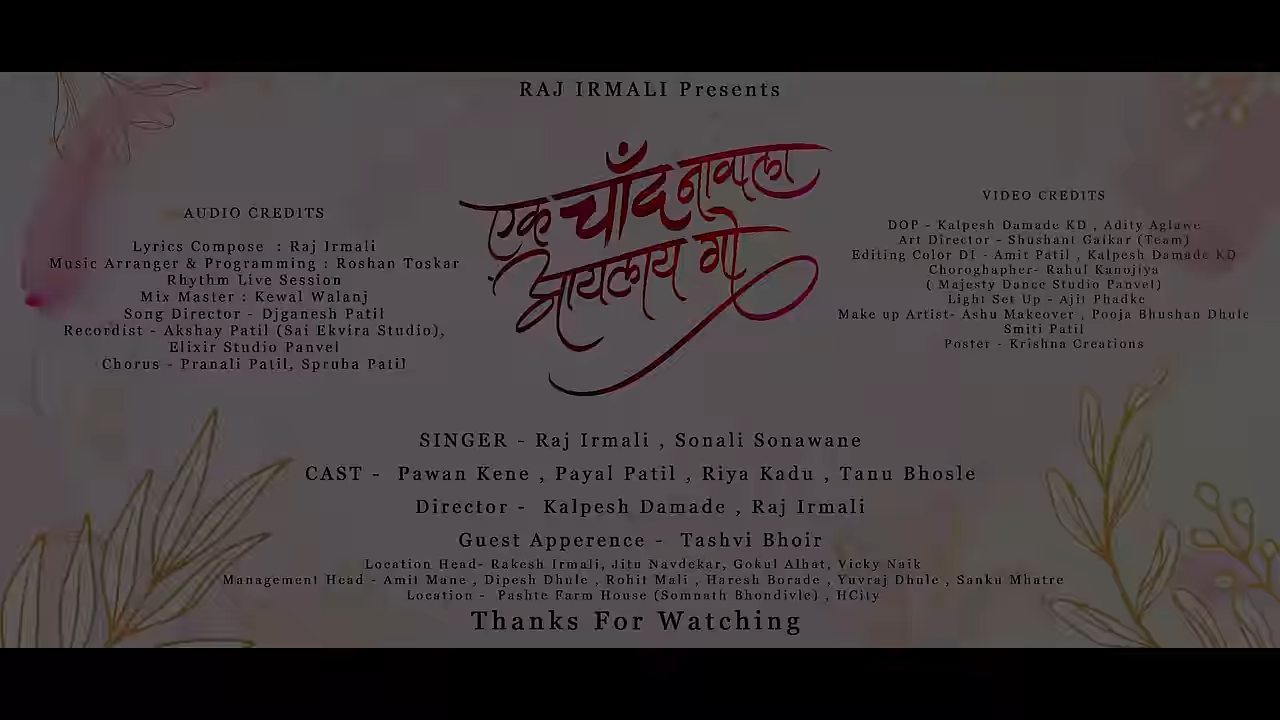 RAJ IRMALI Presents
एक चाँद नावाला
आयलाय गो
AUDIO CREDITS
Lyrics Compose : Raj Irmali
Music Arranger & Programming : Roshan Toskar
Rhythm Live Session
Mix Master : Kewal Walanj
Song Director - Djganesh Patil
Recordist - Akshay Patil (Sai Ekvira Studio),
Elixir Studio Panvel
Chorus - Pranali Patil, Spruha Patil
VIDEO CREDITS
DOP - Kalpesh Damade KD , Adity Aglawe
Art Director - Shushant Gaikar (Team)
Editing Color DI - Amit Patil , Kalpesh Damade KD
Choroghapher- Rahul Kanojiya
( Majesty Dance Studio Panvel)
Light Set Up - Ajit Phadke
Make up Artist- Ashu Makeover , Pooja Bhushan Dhule
Smiti Patil
Poster - Krishna Creations
SINGER - Raj Irmali , Sonali Sonawane
CAST - Pawan Kene , Payal Patil , Riya Kadu , Tanu Bhosle
Director - Kalpesh Damade , Raj Irmali
Guest Apperence - Tashvi Bhoir
Location Head- Rakesh Irmali, Jitu Navdekar, Gokul Alhat, Vicky Naik
Management Head - Amit Mane , Dipesh Dhule , Rohit Mali , Haresh Borade , Yuvraj Dhule , Sanku Mhatre
Location - Pashte Farm House (Somnath Bhondivle) , HCity
Thanks For Watching